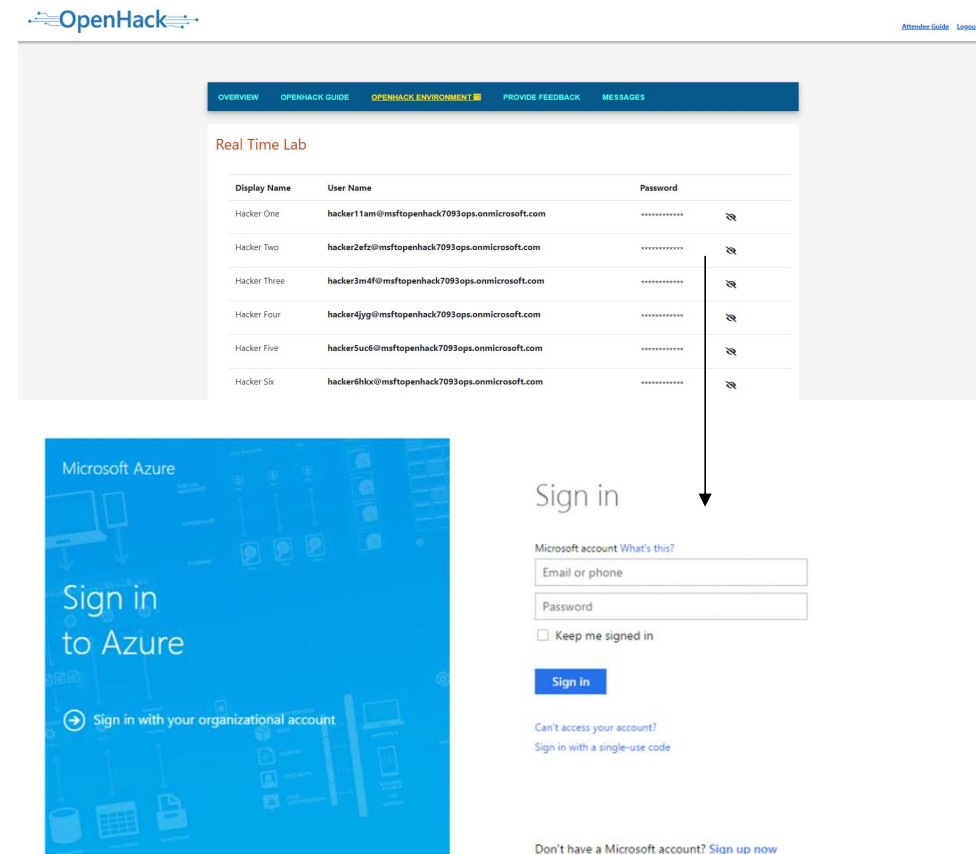 OpenHack
Attendee Guide Logou
OVERVIEW OPENHACK GUIDE OPENHACK ENVIRONMENT PROVIDE FEEDBACK MESSAGES
Real Time Lab
Display Name User Name Password
Hacker One hacker11am@msftopenhack7093ops.onmicrosoft.com ************
Hacker Two hacker2efz@msftopenhack7093ops.onmicrosoft.com ************
Hacker Three hacker3m4f@msftopenhack7093ops.onmicrosoft.com ************
Hacker Four hacker4jyg@msftopenhack7093ops.onmicrosoft.com ************
Hacker Five hacker5uc6@msftopenhack7093ops.onmicrosoft.com ************
Hacker Six hacker6hkx@msftopenhack7093ops.onmicrosoft.com ************
Microsoft Azure
Sign in
to Azure
Sign in with your organizational account
Sign in
Microsoft account What's this?
Email or phone
Password
Keep me signed in
Sign in
Can't access your account?
Sign in with a single-use code
Don't have a Microsoft account? Sign up now